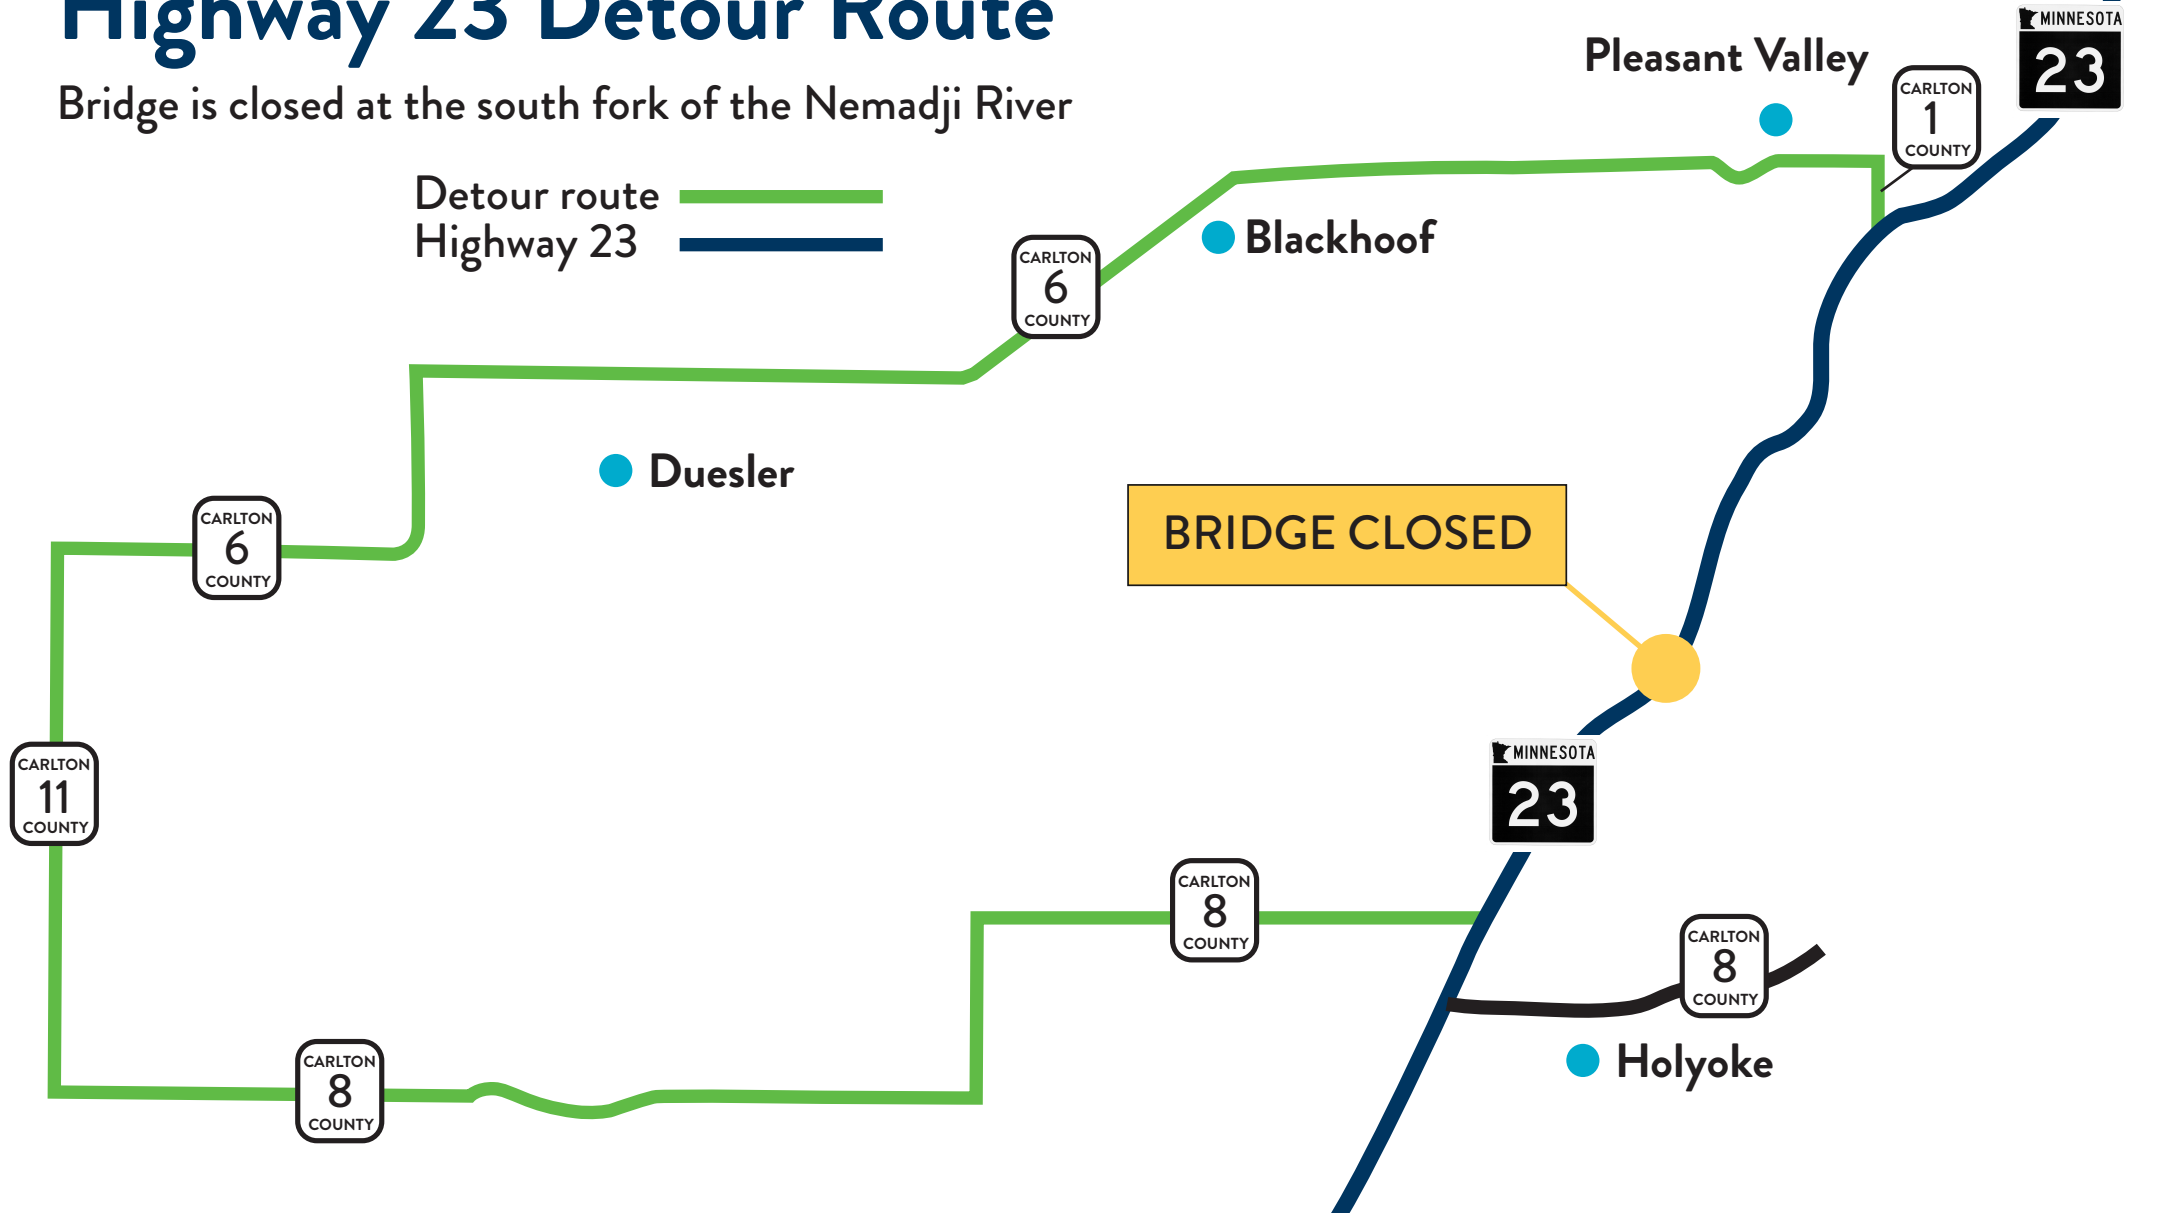 Highway 23 Detour Route
Bridge is closed at the south fork of the Nemadji River
Detour route
Highway 23
Pleasant Valley
CARLTON
1
COUNTY
MINNESOTA
23
Blackhoof
CARLTON
6
COUNTY
Duesler
CARLTON
6
COUNTY
BRIDGE CLOSED
CARLTON
11
COUNTY
MINNESOTA
23
CARLTON
8
COUNTY
CARLTON
8
COUNTY
Holyoke
CARLTON
8
COUNTY